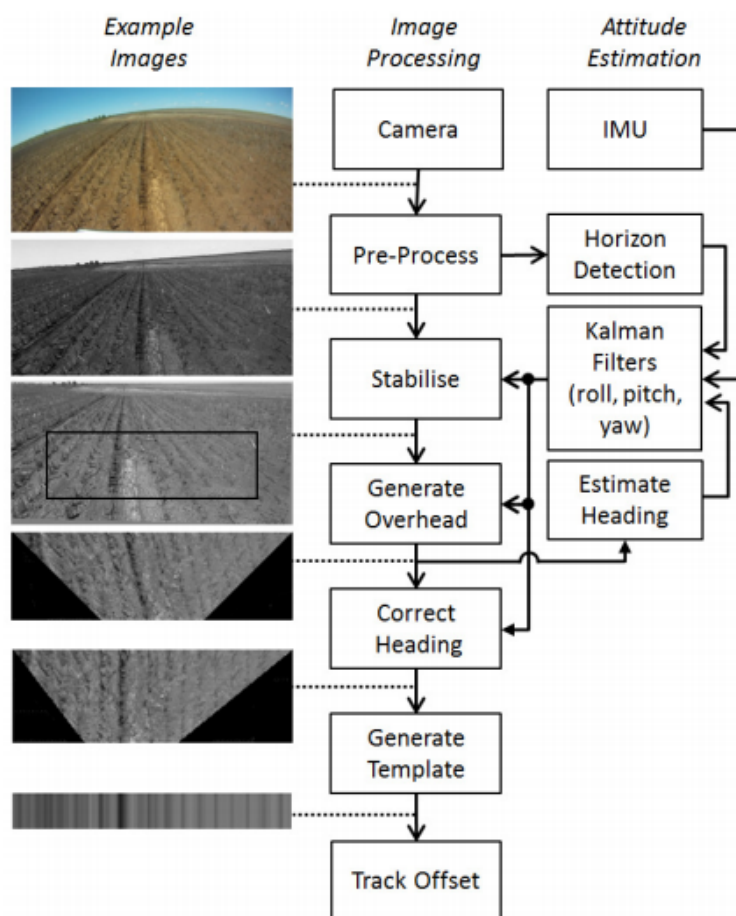 Example
Images
Image
Processing
Attitude
Estimation
Camera
IMU
Pre-Process
Horizon
Detection
Stabilise
Kalman
Filters
(roll, pitch,
yaw)
Generate
Overhead
Estimate
Heading
Correct
Heading
Generate
Template
Track Offset